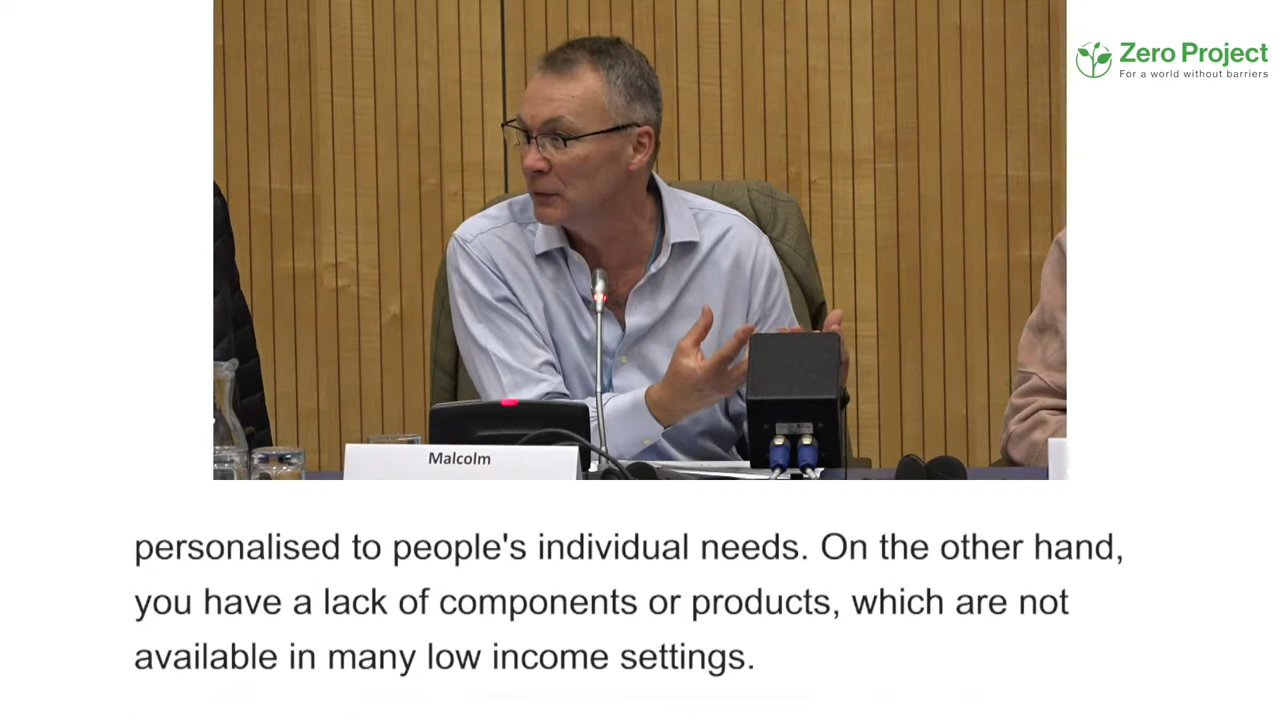 Zero Project
For a world without barriers
Malcolm
personalised to people's individual needs. On the other hand,
you have a lack of components or products, which are not
available in many low income settings.